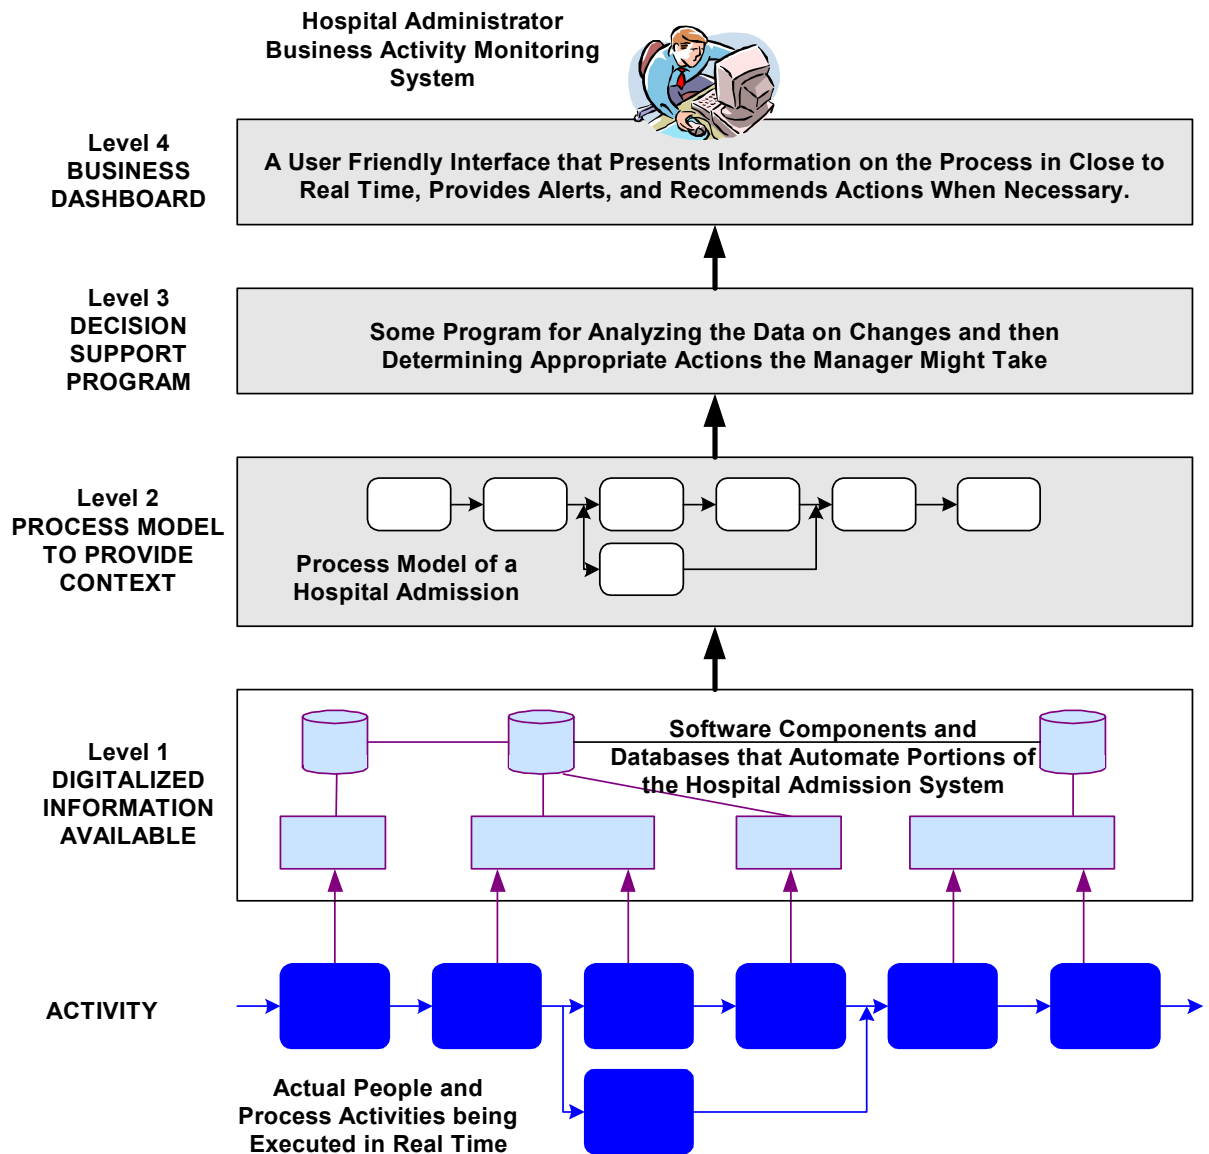 Hospital Administrator
Business Activity Monitoring
System
Level 4
BUSINESS
DASHBOARD
A User Friendly Interface that Presents Information on the Process in Close to
Real Time, Provides Alerts, and Recommends Actions When Necessary.
Level 3
DECISION
SUPPORT
PROGRAM
Some Program for Analyzing the Data on Changes and then
Determining Appropriate Actions the Manager Might Take
Level 2
PROCESS MODEL
TO PROVIDE
CONTEXT
Process Model of a
Hospital Admission
Level 1
DIGITALIZED
INFORMATION
AVAILABLE
Software Components and
Databases that Automate Portions of
the Hospital Admission System
ACTIVITY
Actual People and
Process Activities being
Executed in Real Time